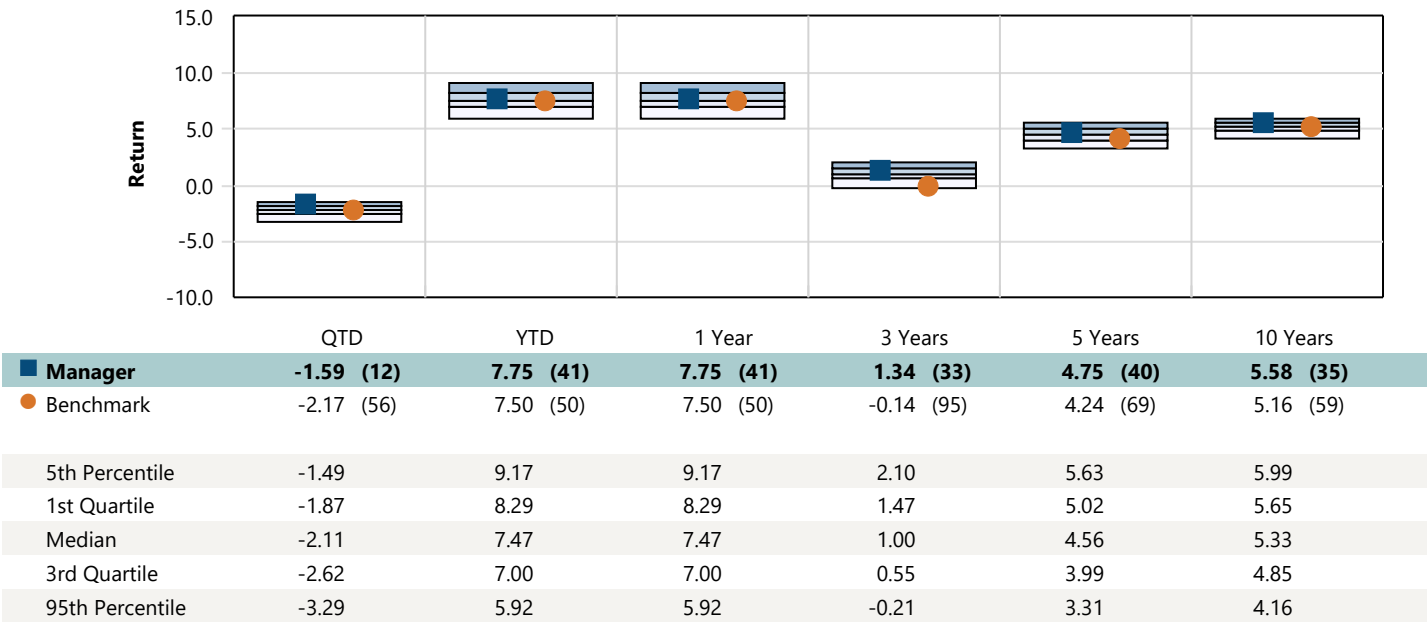 15.0
10.0
5.0
0.0
-5.0
-10.0
Return
QTD YTD 1 Year 3 Years 5 Years 10 Years
Manager -1.59 (12) 7.75 (41) 7.75 (41) 1.34 (33) 4.75 (40) 5.58 (35)
Benchmark -2.17 (56) 7.50 (50) 7.50 (50) -0.14 (95) 4.24 (69) 5.16 (59)
5th Percentile -1.49 9.17 9.17 2.10 5.63 5.99
1st Quartile -1.87 8.29 8.29 1.47 5.02 5.65
Median -2.11 7.47 7.47 1.00 4.56 5.33
3rd Quartile -2.62 7.00 7.00 0.55 3.99 4.85
95th Percentile -3.29 5.92 5.92 -0.21 3.31 4.16